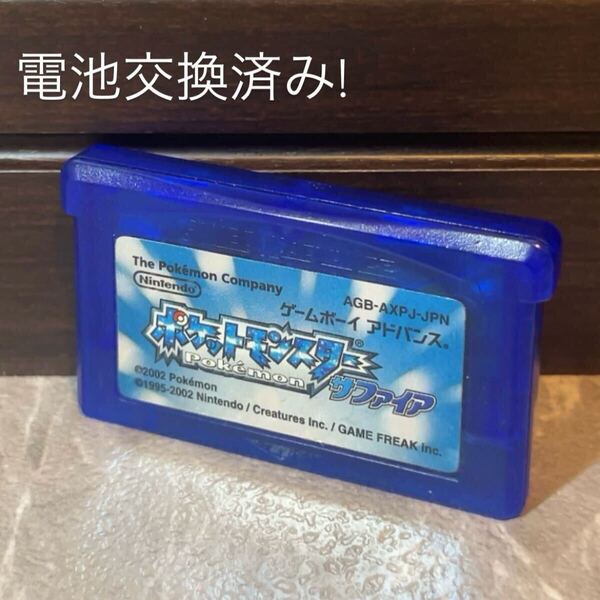 電池交換済み!
The Pokémon Company
Nintendo
AGB-AXPJ-JPN
ゲームボーイ アドバンス®
ポケットモンスター®
Pokémon
サファイア
©2002 Pokémon
©1995-2002 Nintendo / Creatures Inc. / GAME FREAK inc.